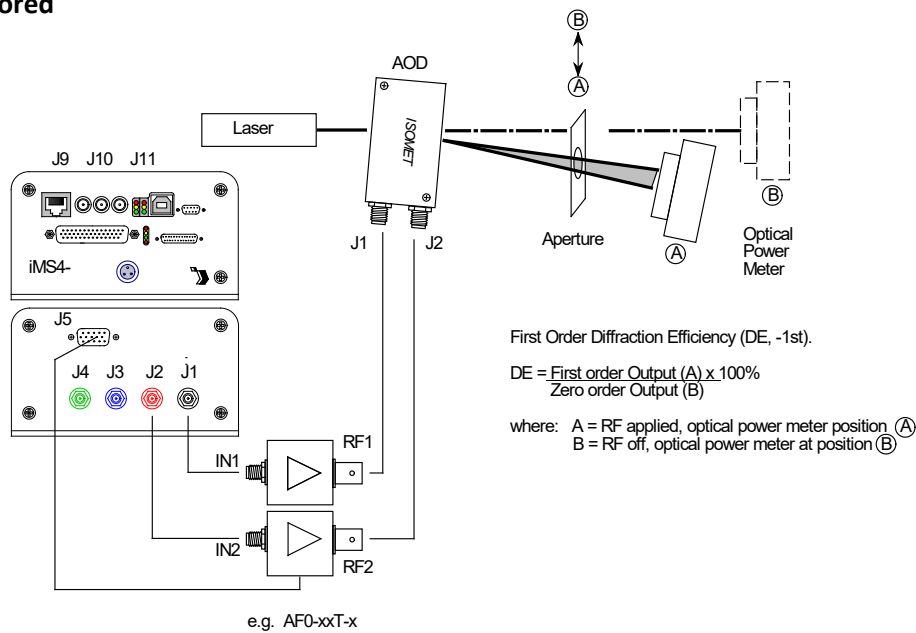 ored
B
A
AOD
ISOMET
Laser
J1
J2
Aperture
A
B
Optical
Power
Meter
J9 J10 J11
iMS4-
J5
J4 J3 J2 J1
First Order Diffraction Efficiency (DE, -1st).
DE = First order Output (A) x 100%
Zero order Output (B)
where: A = RF applied, optical power meter position A
B = RF off, optical power meter at position B
RF1
IN1
IN2
RF2
e.g. AF0-xxT-x